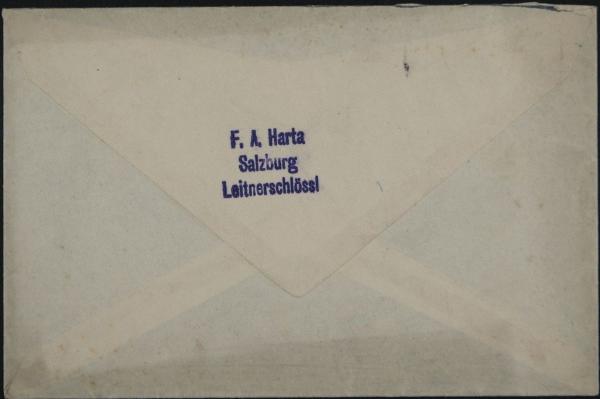 F. A. Harta
Salzburg
Leitnerschlössl